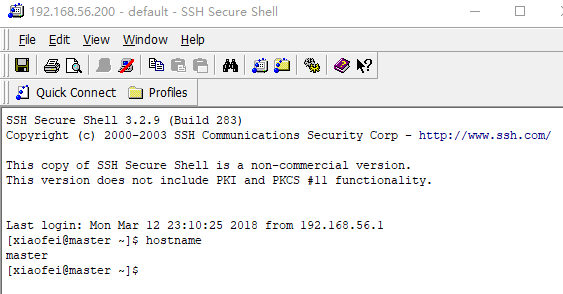 192.168.56.200 - default - SSH Secure Shell
File Edit View Window Help
Quick Connect Profiles
SSH Secure Shell 3.2.9 (Build 283)
Copyright (c) 2000-2003 SSH Communications Security Corp - http://www.ssh.com/
This copy of SSH Secure Shell is a non-commercial version.
This version does not include PKI and PKCS #11 functionality.
Last login: Mon Mar 12 23:10:25 2018 from 192.168.56.1
[xiaofei@master ~]$ hostname
master
[xiaofei@master ~]$